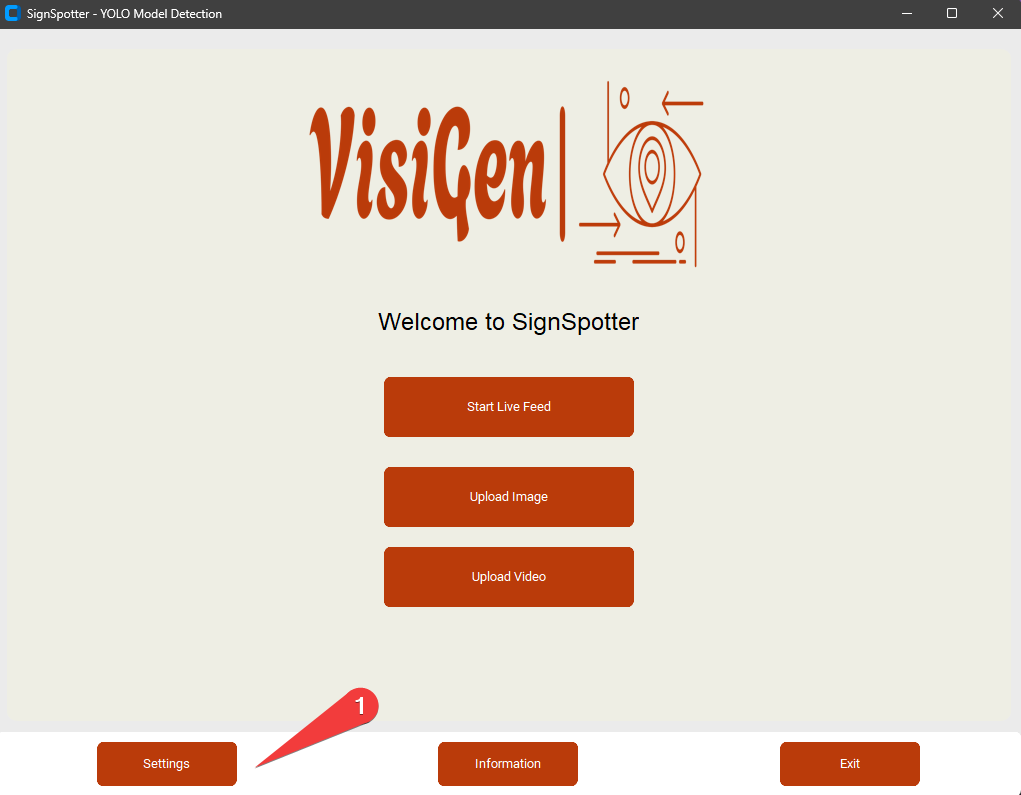 SignSpotter - YOLO Model Detection
VisiGen
Welcome to SignSpotter
Start Live Feed
Upload Image
Upload Video
1
Settings
Information
Exit